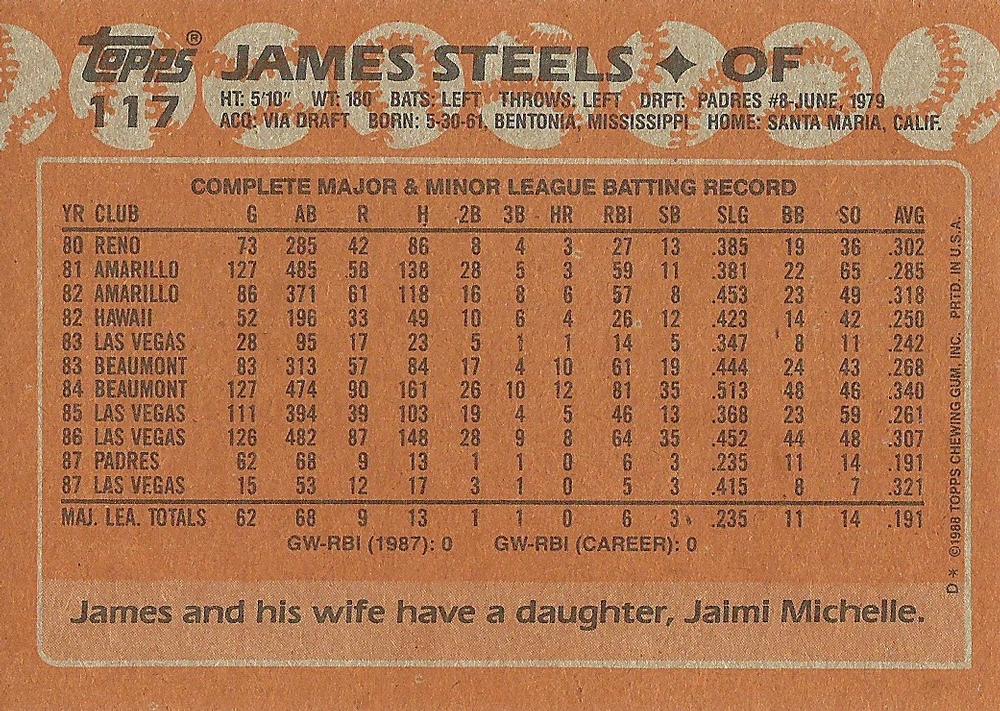 Topps® JAMES STEELS ✦ OF
117 HT: 5'10" WT: 180 BATS: LEFT THROWS: LEFT DRFT: PADRES #8-JUNE, 1979
ACQ: VIA DRAFT BORN: 5-30-61, BENTONIA, MISSISSIPPI HOME: SANTA MARIA, CALIF.
COMPLETE MAJOR & MINOR LEAGUE BATTING RECORD
YR CLUB G AB R H 2B 3B HR RBI SB SLG BB SO AVG
80 RENO 73 285 42 86 8 4 3 27 13 .385 19 36 .302
81 AMARILLO 127 485 58 138 28 5 3 59 11 .381 22 65 .285
82 AMARILLO 86 371 61 118 16 8 6 57 8 .453 23 49 .318
82 HAWAII 52 196 33 49 10 6 4 26 12 .423 14 42 .250
83 LAS VEGAS 28 95 17 23 5 1 1 14 5 .347 8 11 .242
83 BEAUMONT 83 313 57 84 17 4 10 61 19 .444 24 43 .268
84 BEAUMONT 127 474 90 161 26 10 12 81 35 .513 48 46 .340
85 LAS VEGAS 111 394 39 103 19 4 5 46 13 .368 23 59 .261
86 LAS VEGAS 126 482 87 148 28 9 8 64 35 .452 44 48 .307
87 PADRES 62 68 9 13 1 1 0 6 3 .235 11 14 .191
87 LAS VEGAS 15 53 12 17 3 1 0 5 3 .415 8 7 .321
MAJ. LEA. TOTALS 62 68 9 13 1 1 0 6 3 .235 11 14 .191
GW-RBI (1987): 0 GW-RBI (CAREER): 0
James and his wife have a daughter, Jaimi Michelle.
D * ©1988 TOPPS CHEWING GUM, INC. PRTD. IN U.S.A.